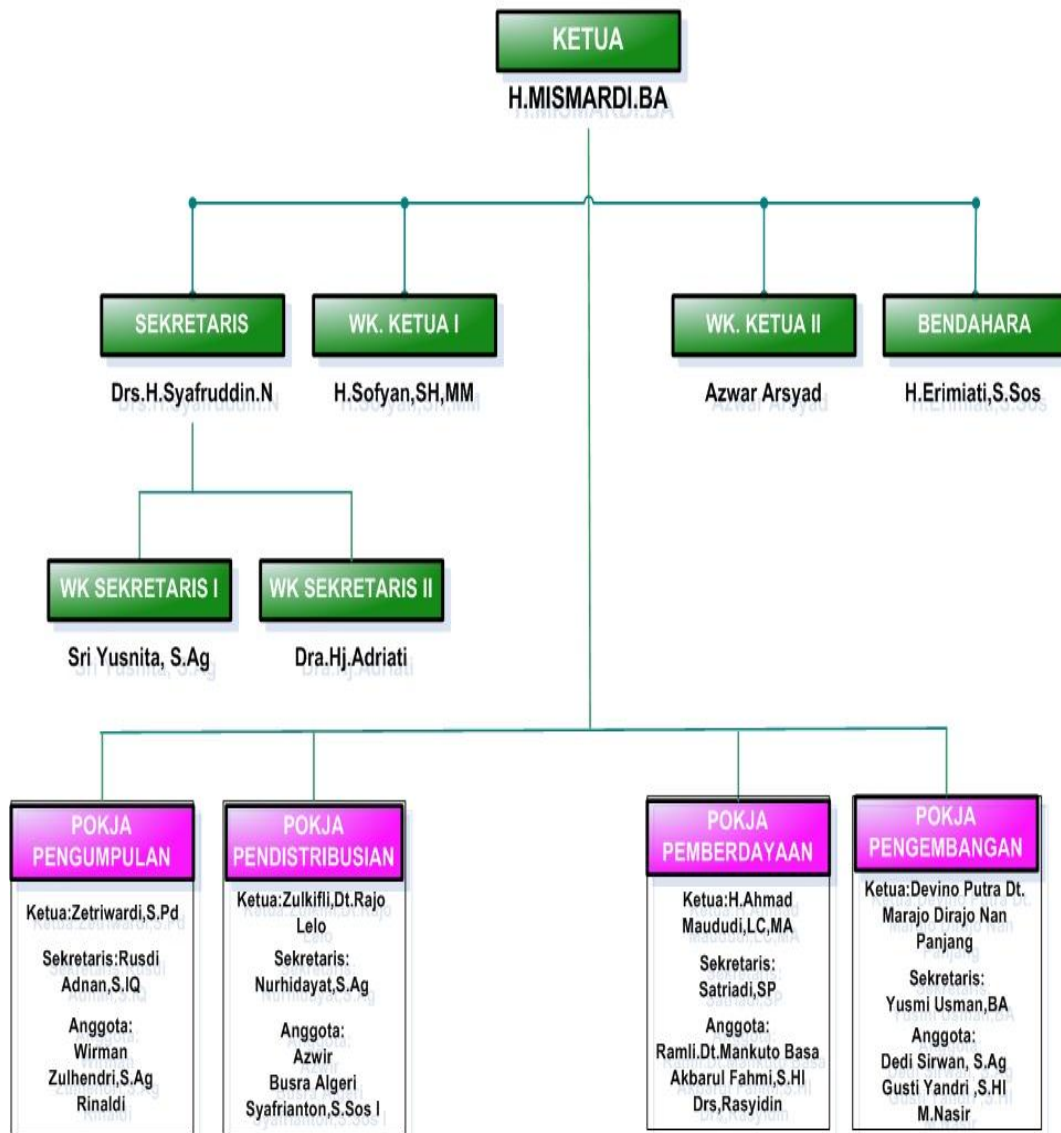 KETUA
H.MISMARDI.BA
SEKRETARIS
Drs.H.Syafruddin.N
WK. KETUA I
H.Sofyan,SH,MM
WK. KETUA II
Azwar Arsyad
BENDAHARA
H.Erimiati,S.Sos
WK SEKRETARIS I
Sri Yusnita, S.Ag
WK SEKRETARIS II
Dra.Hj.Adriati
POKJA
PENGUMPULAN
Ketua:Zetriwardi,S.Pd
Sekretaris:Rusdi
Adnan,S.IQ
Anggota:
Wirman
Zulhendri,S.Ag
Rinaldi
POKJA
PENDISTRIBUSIAN
Ketua:Zulkifli,Dt.Rajo
Lelo
Sekretaris:
Nurhidayat,S.Ag
Anggota:
Azwir
Busra Algeri
Syafrianton,S.Sos I
POKJA
PEMBERDAYAAN
Ketua:H.Ahmad
Maududi,LC,MA
Sekretaris:
Satriadi,SP
Anggota:
Ramli.Dt.Mankuto Basa
Akbarul Fahmi,S.HI
Drs,Rasyidin
POKJA
PENGEMBANGAN
Ketua:Devino Putra Dt.
Marajo Dirajo Nan
Panjang
Sekretaris:
Yusmi Usman,BA
Anggota:
Dedi Sirwan, S.Ag
Gusti Yandri ,S.HI
M.Nasir